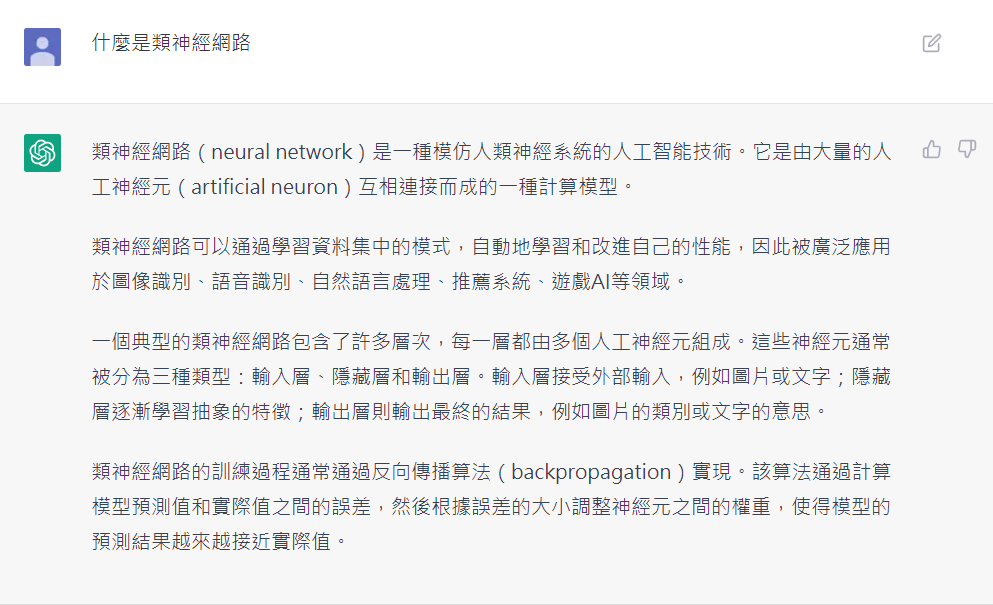 什麼是類神經網路
類神經網路（neural network）是一種模仿人類神經系統的人工智能技術。它是由大量的人
工神經元（artificial neuron）互相連接而成的一種計算模型。
類神經網路可以通過學習資料集中的模式，自動地學習和改進自己的性能，因此被廣泛應用
於圖像識別、語音識別、自然語言處理、推薦系統、遊戲AI等領域。
一個典型的類神經網路包含了許多層次，每一層都由多個人工神經元組成。這些神經元通常
被分為三種類型：輸入層、隱藏層和輸出層。輸入層接受外部輸入，例如圖片或文字；隱藏
層逐漸學習抽象的特徵；輸出層則輸出最終的結果，例如圖片的類別或文字的意思。
類神經網路的訓練過程通常通過反向傳播算法（backpropagation）實現。該算法通過計算
模型預測值和實際值之間的誤差，然後根據誤差的大小調整神經元之間的權重，使得模型的
預測結果越來越接近實際值。